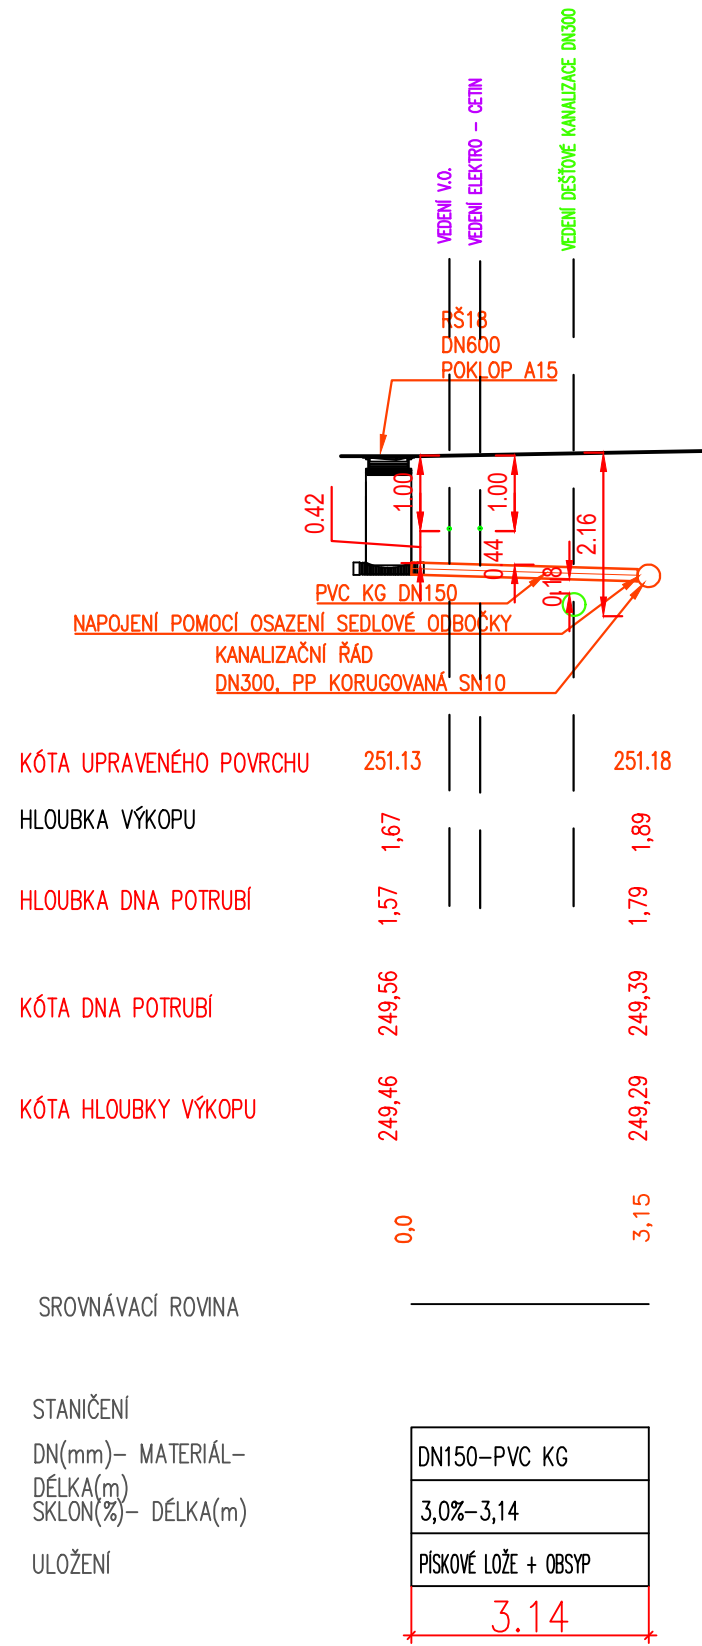 VEDENÍ V.O.
VEDENÍ ELEKTRO - CETIN
VEDENÍ DEŠŤOVÉ KANALIZACE DN300
RŠ18
DN600
POKLOP A15
0.42
1.00
1.00
0.44
0.18
2.16
PVC KG DN150
NAPOJENÍ POMOCÍ OSAZENÍ SEDLOVÉ ODBOČKY
KANALIZAČNÍ ŘÁD
DN300, PP KORUGOVANÁ SN10
KÓTA UPRAVENÉHO POVRCHU 251.13 251.18
HLOUBKA VÝKOPU 1,67 1,89
HLOUBKA DNA POTRUBÍ 1,57 1,79
KÓTA DNA POTRUBÍ 249,56 249,39
KÓTA HLOUBKY VÝKOPU 249,46 249,29
0,0 3,15
SROVNÁVACÍ ROVINA
STANIČENÍ
DN(mm)- MATERIÁL-
DÉLKA(m)
DN150-PVC KG
SKLON(%)- DÉLKA(m) 3,0%-3,14
ULOŽENÍ PÍSKOVÉ LOŽE + OBSYP
3.14